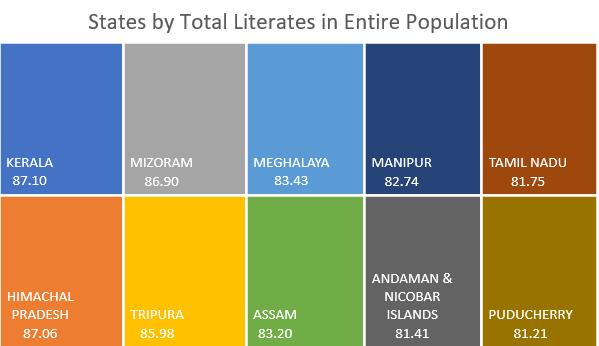 States by Total Literates in Entire Population
KERALA
87.10
MIZORAM
86.90
MEGHALAYA
83.43
MANIPUR
82.74
TAMIL NADU
81.75
HIMACHAL
PRADESH
87.06
TRIPURA
85.98
ASSAM
83.20
ANDAMAN &
NICOBAR
ISLANDS
81.41
PUDUCHERRY
81.21